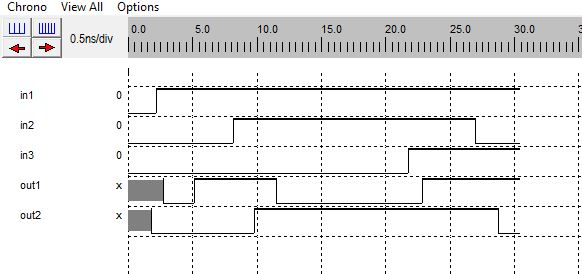 Chrono View All Options
0.5ns/div 0.0 5.0 10.0 15.0 20.0 25.0 30.0 3
in1 0
in2 0
in3 0
out1 x
out2 x